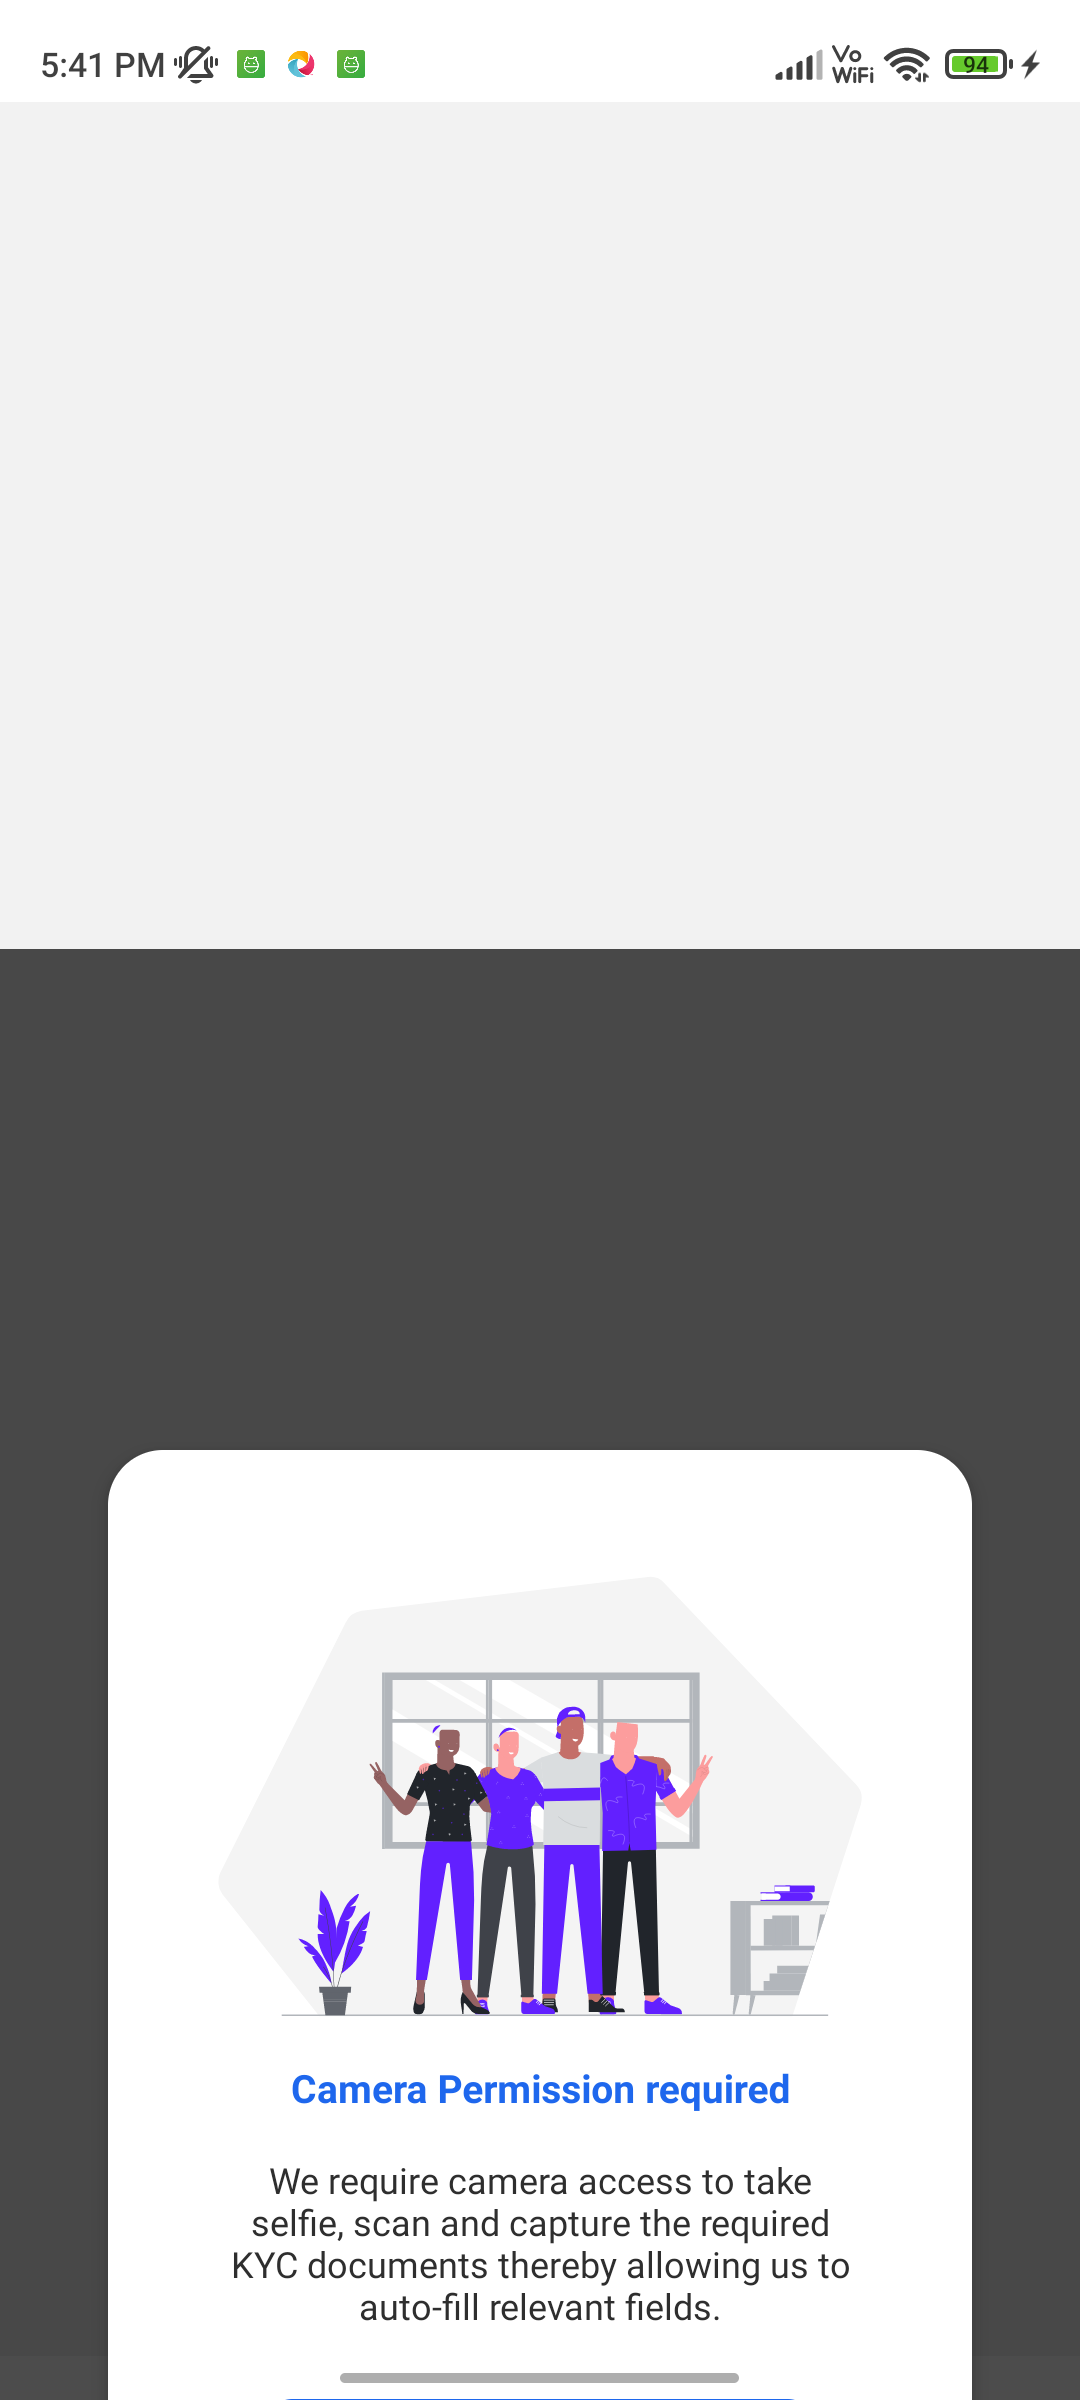 5:41 PM
Vo
WiFi
94
Camera Permission required
We require camera access to take
selfie, scan and capture the required
KYC documents thereby allowing us to
auto-fill relevant fields.